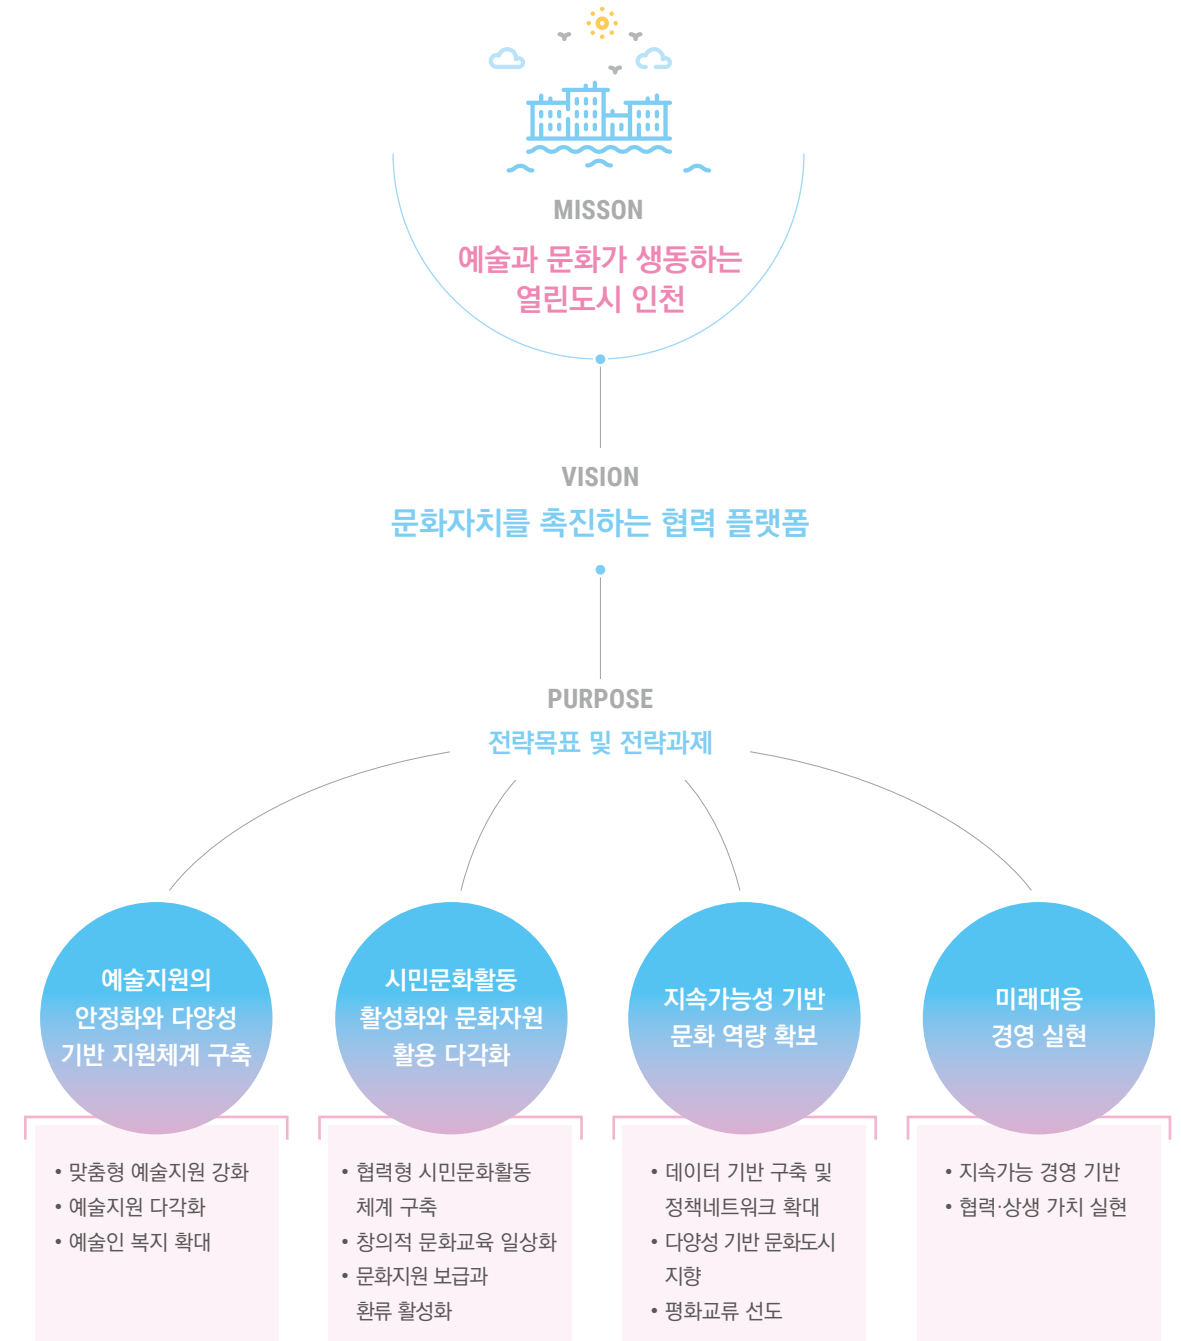 MISSON
예술과 문화가 생동하는
열린도시 인천
VISION
문화자치를 촉진하는 협력 플랫폼
PURPOSE
전략목표 및 전략과제
예술지원의
안정화와 다양성
기반 지원체계 구축
• 맞춤형 예술지원 강화
• 예술지원 다각화
• 예술인 복지 확대
시민문화활동
활성화와 문화자원
활용 다각화
• 협력형 시민문화활동
체계 구축
• 창의적 문화교육 일상화
• 문화지원 보급과
환류 활성화
지속가능성 기반
문화 역량 확보
• 데이터 기반 구축 및
정책네트워크 확대
• 다양성 기반 문화도시
지향
• 평화교류 선도
미래대응
경영 실현
• 지속가능 경영 기반
• 협력·상생 가치 실현